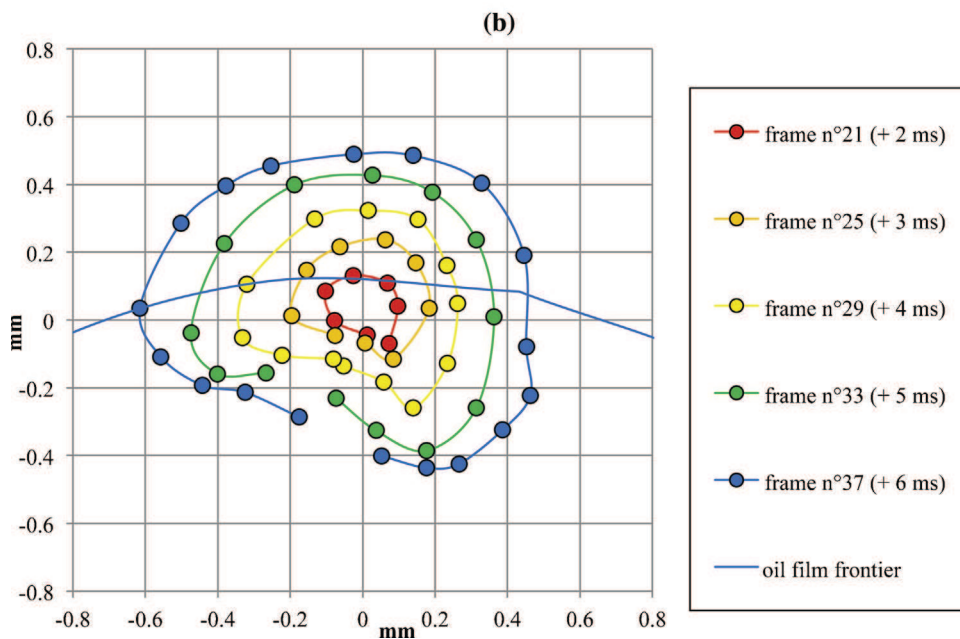 (b)
0.8
0.6
0.4
0.2
0
-0.2
-0.4
-0.6
-0.8
mm
-0.8 -0.6 -0.4 -0.2 0 0.2 0.4 0.6 0.8
mm
frame n°21 (+ 2 ms)
frame n°25 (+ 3 ms)
frame n°29 (+ 4 ms)
frame n°33 (+ 5 ms)
frame n°37 (+ 6 ms)
oil film frontier